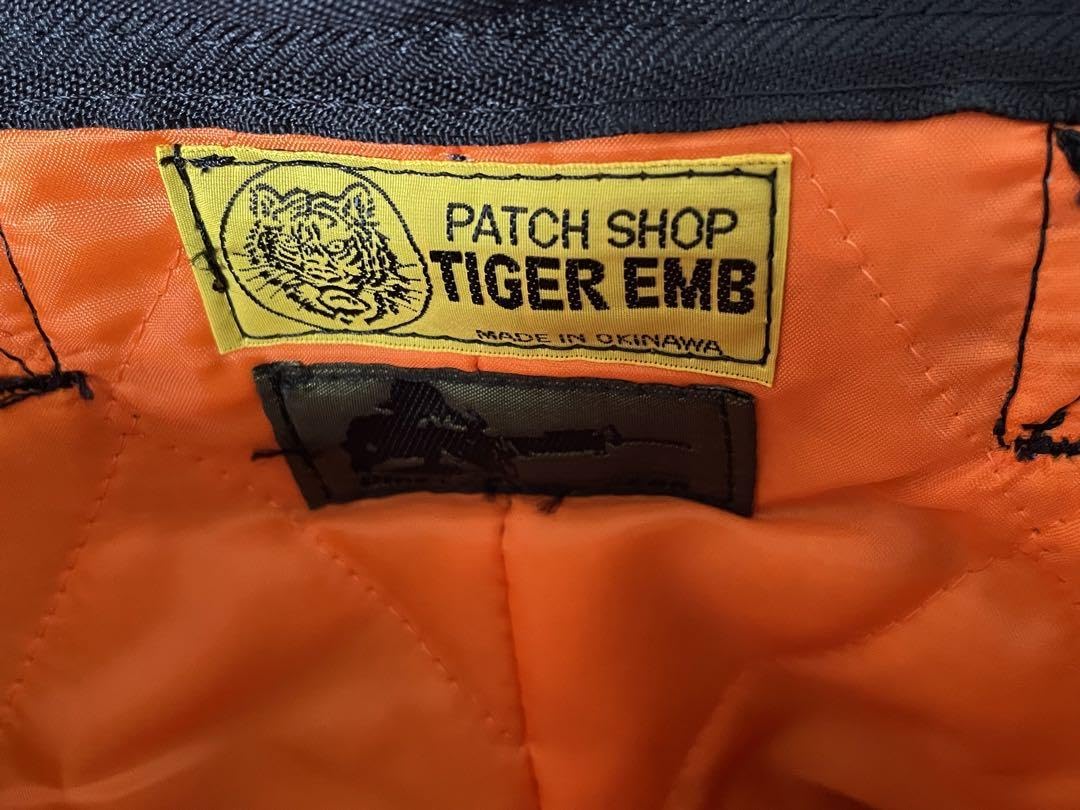 PATCH SHOP
TIGER EMB
MADE IN OKINAWA